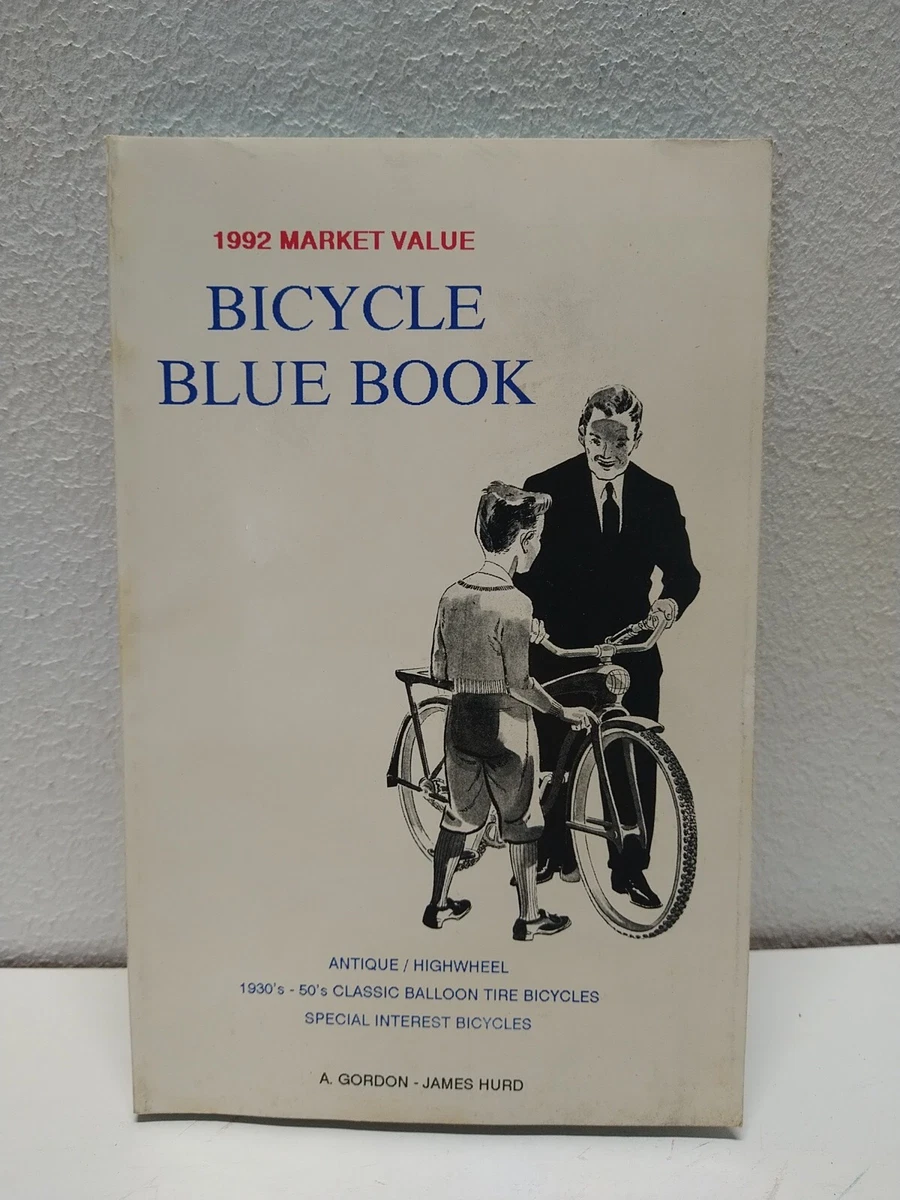 1992 MARKET VALUE
BICYCLE
BLUE BOOK
ANTIQUE / HIGHWHEEL
1930's - 50's CLASSIC BALLOON TIRE BICYCLES
SPECIAL INTEREST BICYCLES
A. GORDON - JAMES HURD